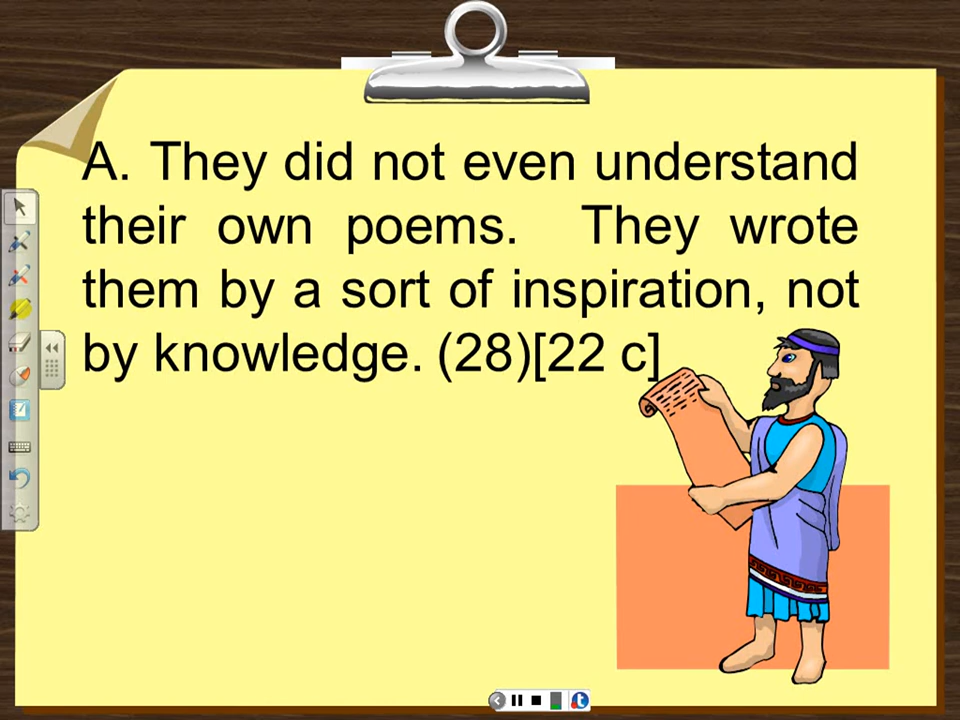 A. They did not even understand
their own poems. They wrote
them by a sort of inspiration, not
by knowledge. (28)[22 c]